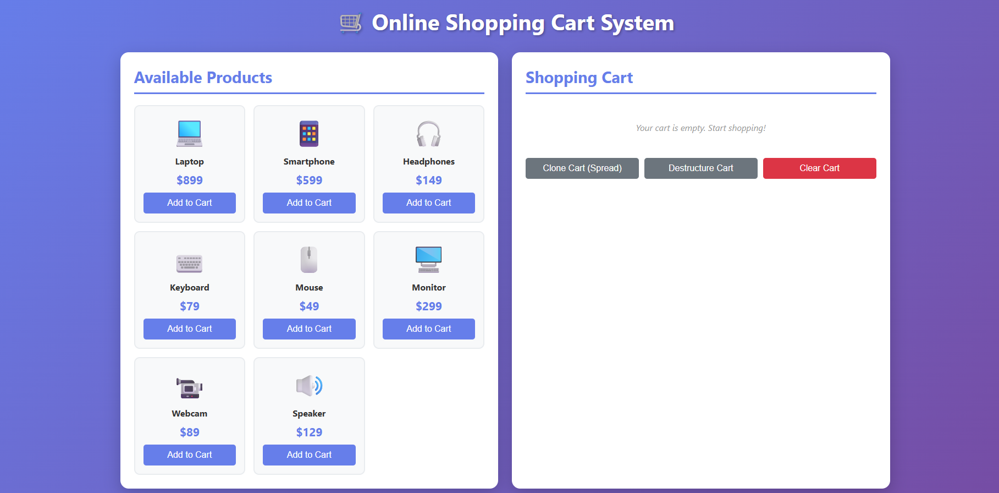 Online Shopping Cart System
Available Products
Laptop
$899
Add to Cart
Smartphone
$599
Add to Cart
Headphones
$149
Add to Cart
Keyboard
$79
Add to Cart
Mouse
$49
Add to Cart
Monitor
$299
Add to Cart
Webcam
$89
Add to Cart
Speaker
$129
Add to Cart
Shopping Cart
Your cart is empty. Start shopping!
Clone Cart (Spread)
Destructure Cart
Clear Cart